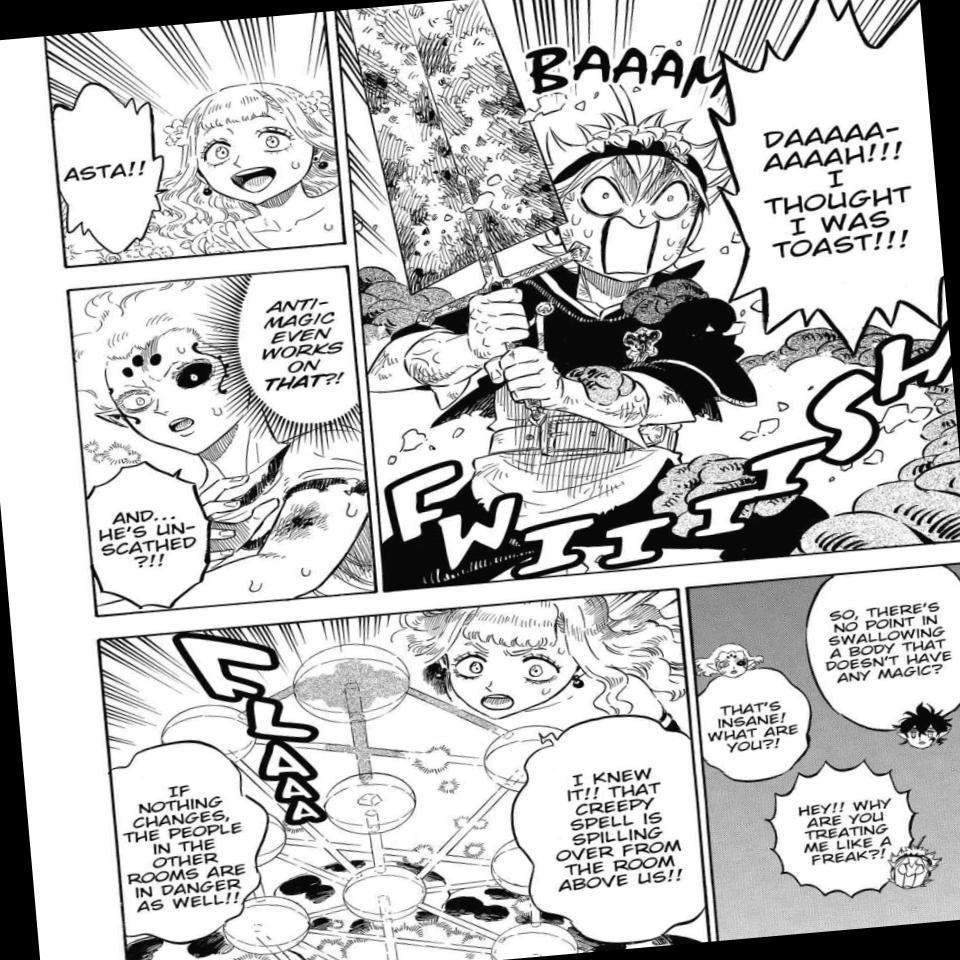 BAAAM
DAAAAA-
AAAAH!!!
I
THOUGHT
I WAS
TOAST!!!
FWIIIISH
ASTA!!
ANTI-
MAGIC
EVEN
WORKS
ON
THAT?!
AND...
HE'S UN-
SCATHED
?!!
SO, THERE'S
NO POINT IN
SWALLOWING
A BODY THAT
DOESN'T HAVE
ANY MAGIC?
THAT'S
INSANE!
WHAT ARE
YOU?!
HEY!! WHY
ARE YOU
TREATING
ME LIKE A
FREAK?!
FLAAA
I KNEW
IT!! THAT
CREEPY
SPELL IS
SPILLING
OVER FROM
THE ROOM
ABOVE US!!
IF
NOTHING
CHANGES,
THE PEOPLE
IN THE
OTHER
ROOMS ARE
IN DANGER
AS WELL!!